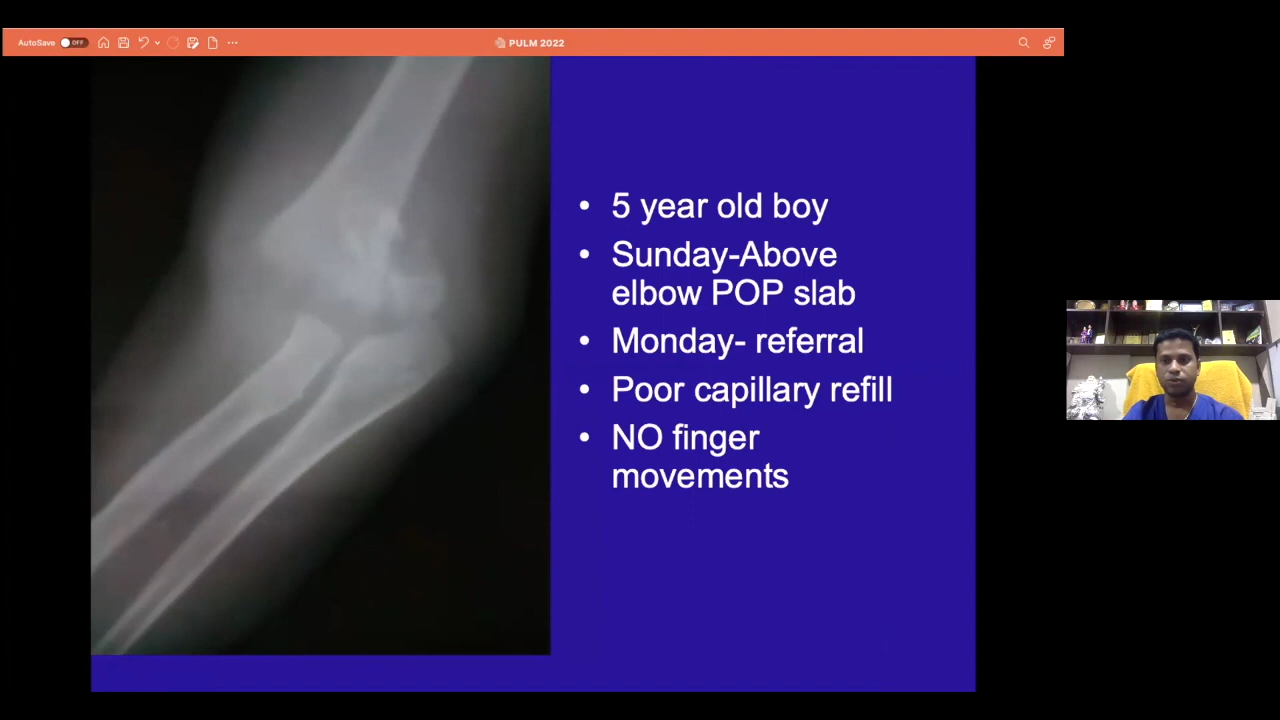 AutoSave OFF
PULM 2022
• 5 year old boy
• Sunday-Above
elbow POP slab
• Monday- referral
• Poor capillary refill
• NO finger
movements